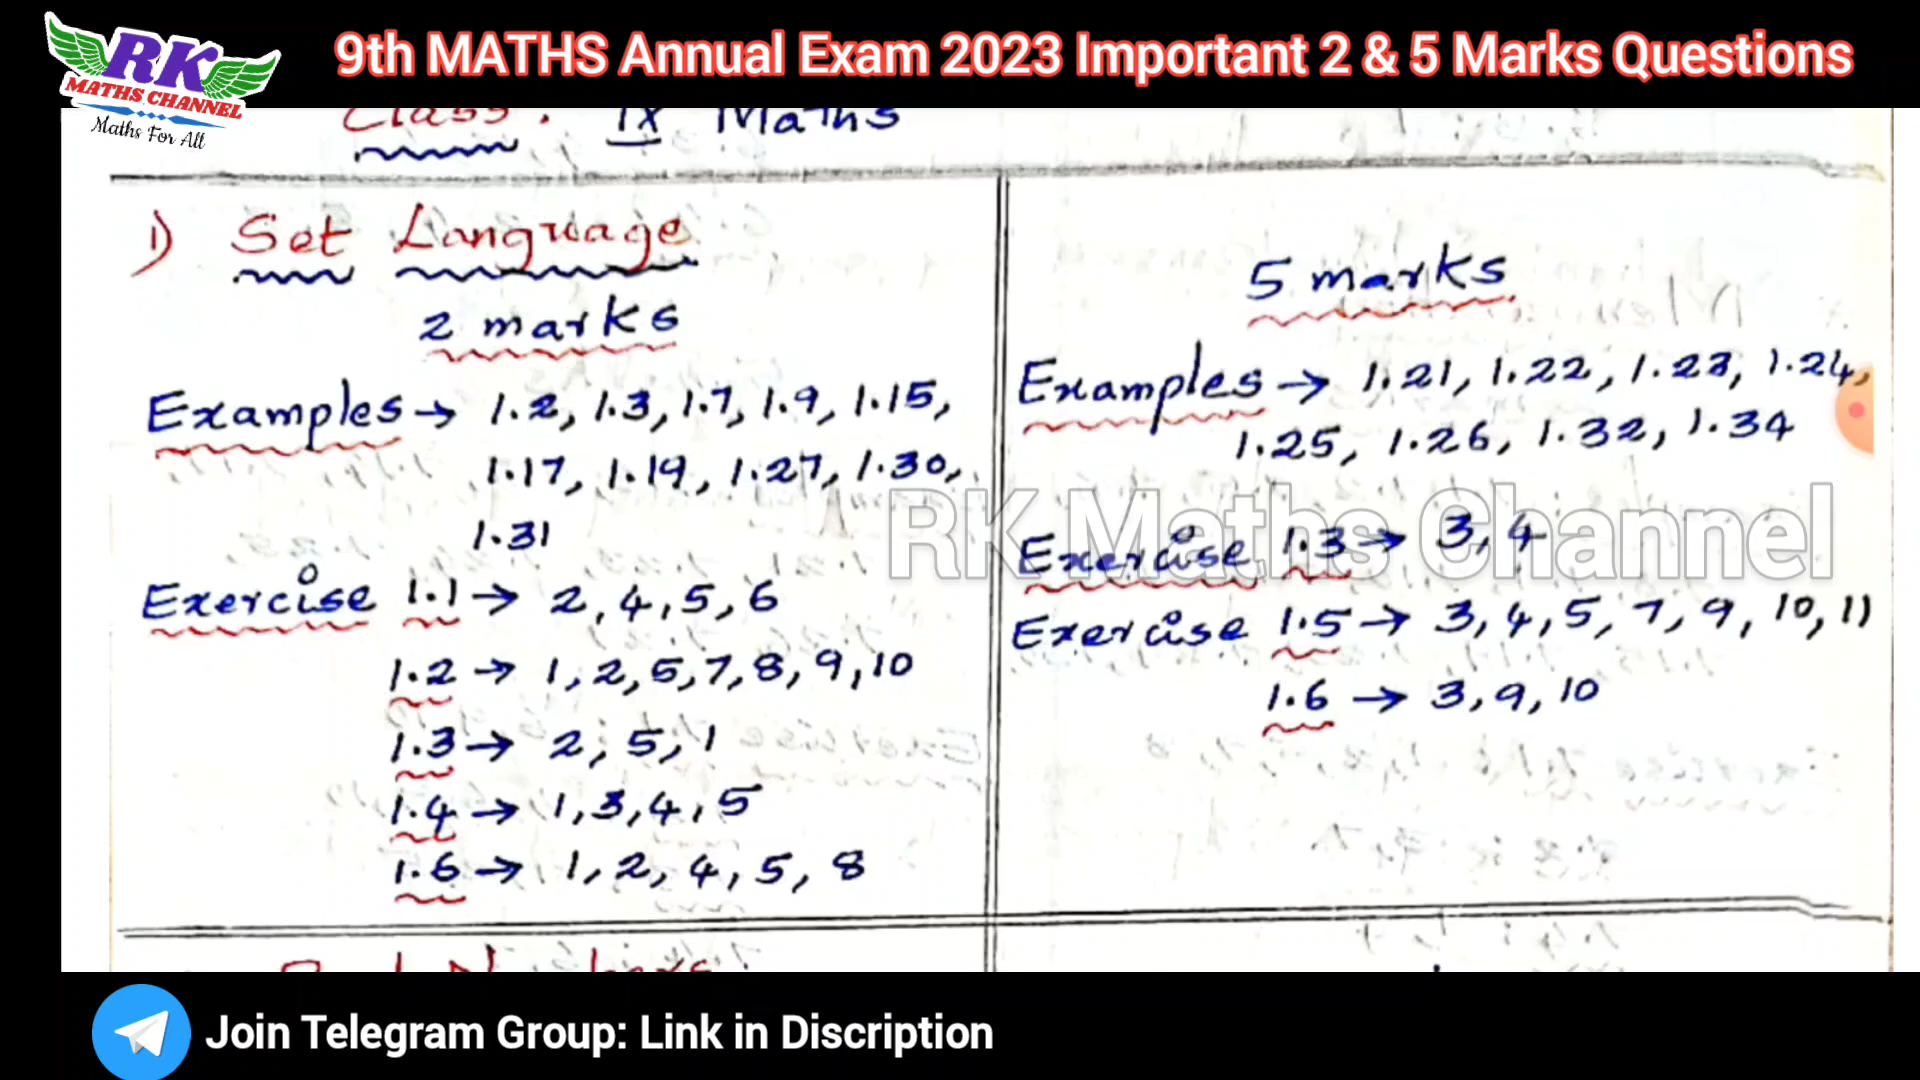 RK
MATHS CHANNEL
Maths For All
9th MATHS Annual Exam 2023 Important 2 & 5 Marks Questions
Class : IX Maths
1) Set Language
2 marks
Examples → 1.2, 1.3, 1.7, 1.9, 1.15,
1.17, 1.19, 1.27, 1.30,
1.31
Exercise 1.1 → 2, 4, 5, 6
1.2 → 1, 2, 5, 7, 8, 9, 10
1.3 → 2, 5, 1
1.4 → 1, 3, 4, 5
1.6 → 1, 2, 4, 5, 8
5 marks
Examples → 1.21, 1.22, 1.23, 1.24,
1.25, 1.26, 1.32, 1.34
Exercise 1.3 → 3, 4
Exercise 1.5 → 3, 4, 5, 7, 9, 10, 11
1.6 → 3, 9, 10
RK Maths Channel
Join Telegram Group: Link in Discription